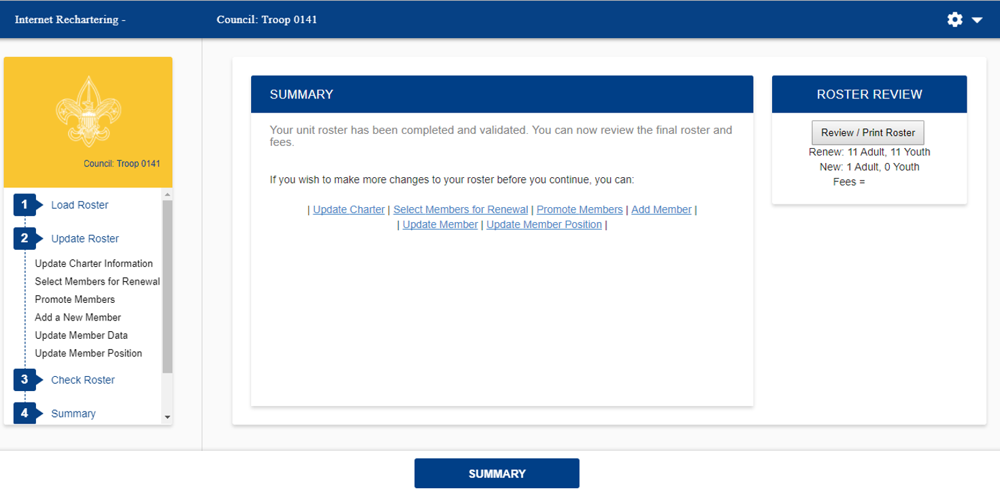 Internet Rechartering -
Council: Troop 0141
Council: Troop 0141
1 Load Roster
2 Update Roster
Update Charter Information
Select Members for Renewal
Promote Members
Add a New Member
Update Member Data
Update Member Position
3 Check Roster
4 Summary
SUMMARY
Your unit roster has been completed and validated. You can now review the final roster and
fees.
If you wish to make more changes to your roster before you continue, you can:
| Update Charter | Select Members for Renewal | Promote Members | Add Member |
| Update Member | Update Member Position |
ROSTER REVIEW
Review / Print Roster
Renew: 11 Adult, 11 Youth
New: 1 Adult, 0 Youth
Fees =
SUMMARY